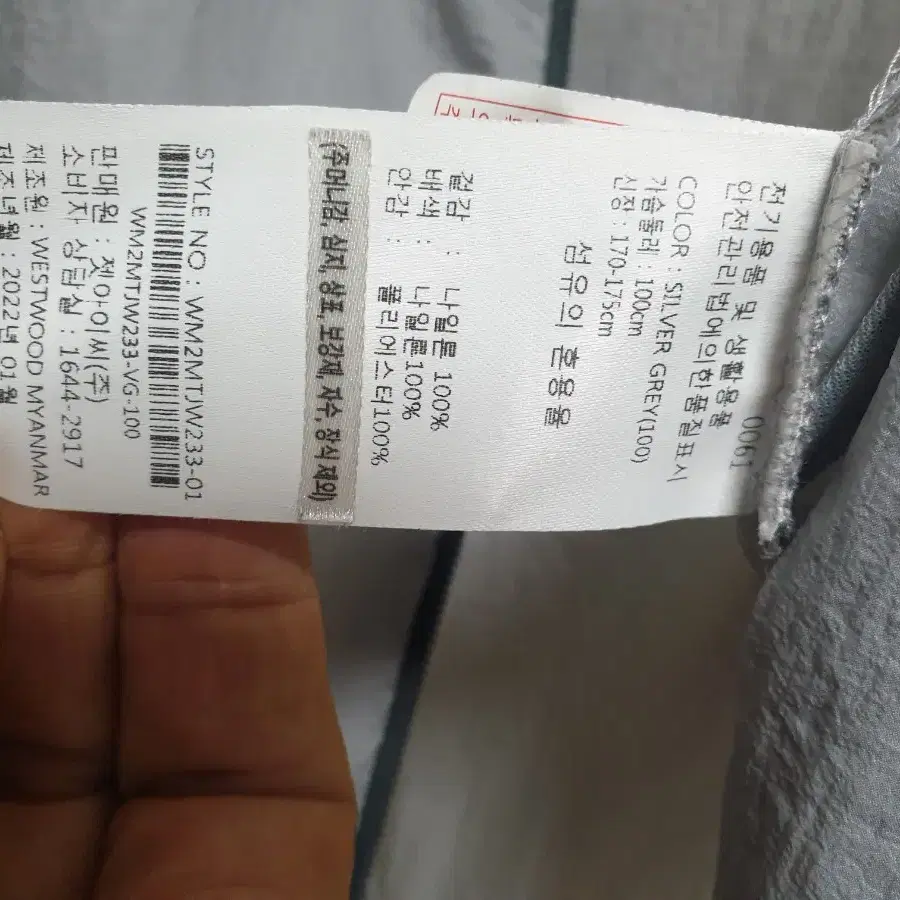 0061
전기용품 및 생활용품
안전관리법에의한품질표시
COLOR : SILVER GREY(100)
가슴둘레 : 100cm
신장 : 170-175cm
섬유의 혼용율
겉감 : 나일론 100%
배색 : 나일론100%
안감 : 폴리에스터100%
(주머니감, 심지, 상표, 보강재, 자수, 장식 제외)
STYLE NO : WM2MTJW233-01
WM2MTJW233-VG-100
판매원 : 젯아이씨(주)
소비자 상담실 : 1644-2917
제조원 : WESTWOOD MYANMAR
제조년월 : 2022년 01월